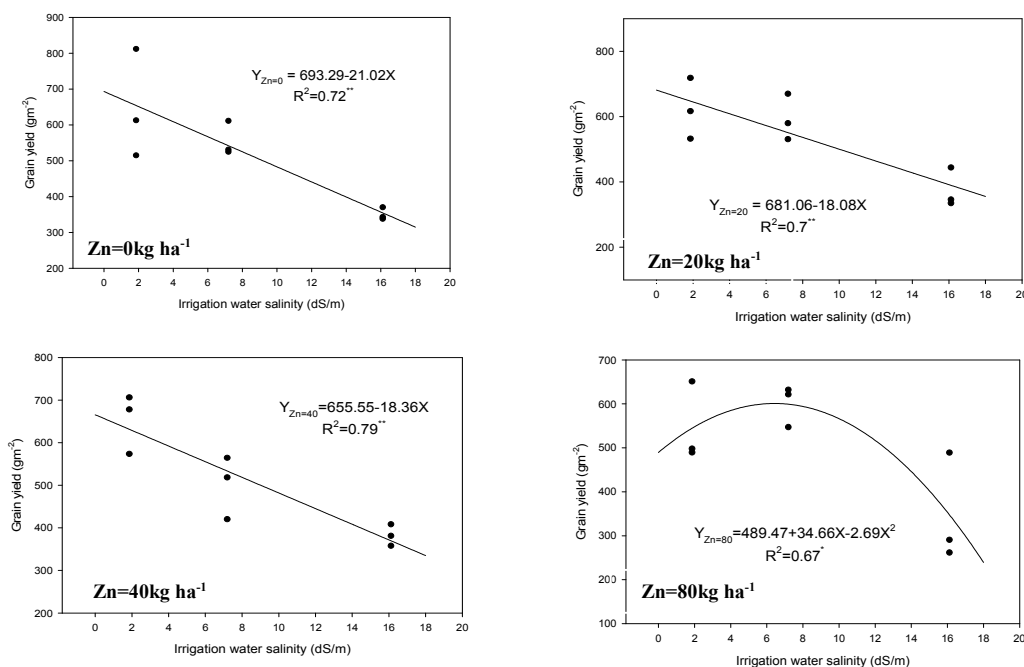 900
800
700
600
500
400
300
200
Grain yield (gm⁻²)
Y_Zn=0 = 693.29-21.02X
R²=0.72**
Zn=0kg ha⁻¹
0 2 4 6 8 10 12 14 16 18 20
Irrigation water salinity (dS/m)
800
600
400
200
Grain yield (gm⁻²)
Y_Zn=20 = 681.06-18.08X
R²=0.7**
Zn=20kg ha⁻¹
0 2 4 6 8 10 12 14 16 18 20
Irrigation water salinity (dS/m)
800
700
600
500
400
300
200
Grain yield (gm⁻²)
Y_Zn=40=655.55-18.36X
R²=0.79**
Zn=40kg ha⁻¹
0 2 4 6 8 10 12 14 16 18 20
Irrigation water salinity (dS/m)
700
600
500
400
300
200
100
Grain yield (gm⁻²)
Y_Zn=80=489.47+34.66X-2.69X²
R²=0.67*
Zn=80kg ha⁻¹
0 2 4 6 8 10 12 14 16 18 20
Irrigation water salinity (dS/m)